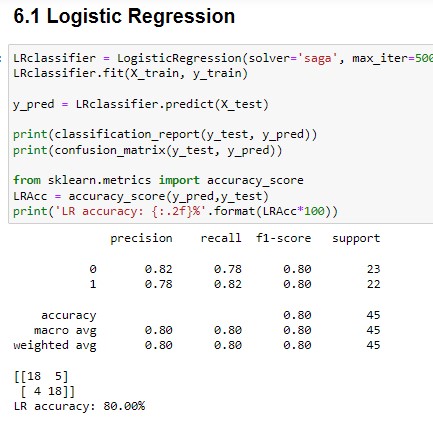 6.1 Logistic Regression
LRclassifier = LogisticRegression(solver='saga', max_iter=500
LRclassifier.fit(X_train, y_train)
y_pred = LRclassifier.predict(X_test)
print(classification_report(y_test, y_pred))
print(confusion_matrix(y_test, y_pred))
from sklearn.metrics import accuracy_score
LRAcc = accuracy_score(y_pred,y_test)
print('LR accuracy: {:.2f}%'.format(LRAcc*100))
precision recall f1-score support
0 0.82 0.78 0.80 23
1 0.78 0.82 0.80 22
accuracy 0.80 45
macro avg 0.80 0.80 0.80 45
weighted avg 0.80 0.80 0.80 45
[[18 5]
[ 4 18]]
LR accuracy: 80.00%